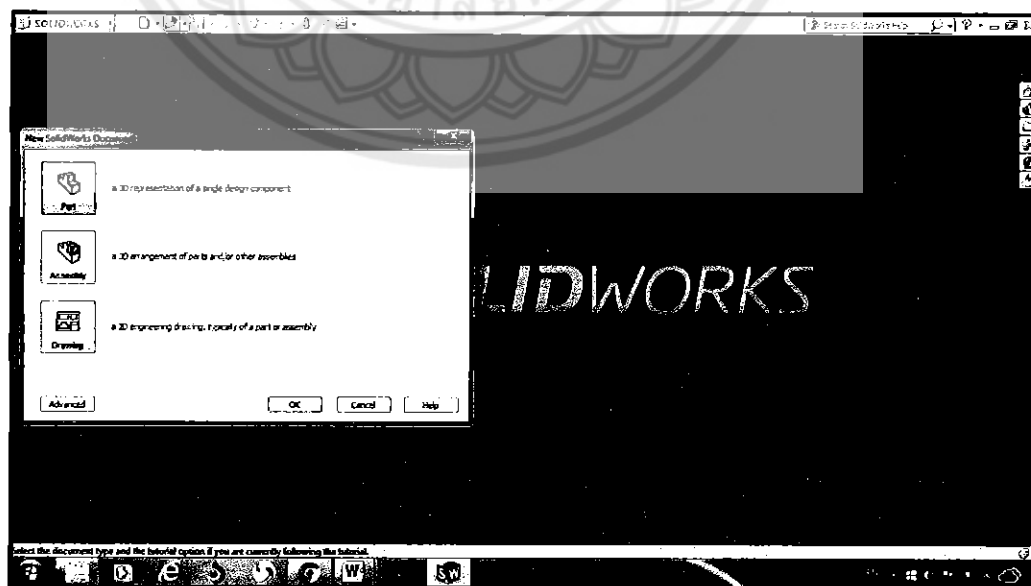 SOLIDWORKS
New SolidWorks Document
Part
a 3D representation of a single design component
Assembly
a 3D arrangement of parts and/or other assemblies
Drawing
a 2D engineering drawing, typically of a part or assembly
Advanced
OK
Cancel
Help
LIDWORKS
Select the document type and the tutorial option if you are currently following the tutorial.
W
SW